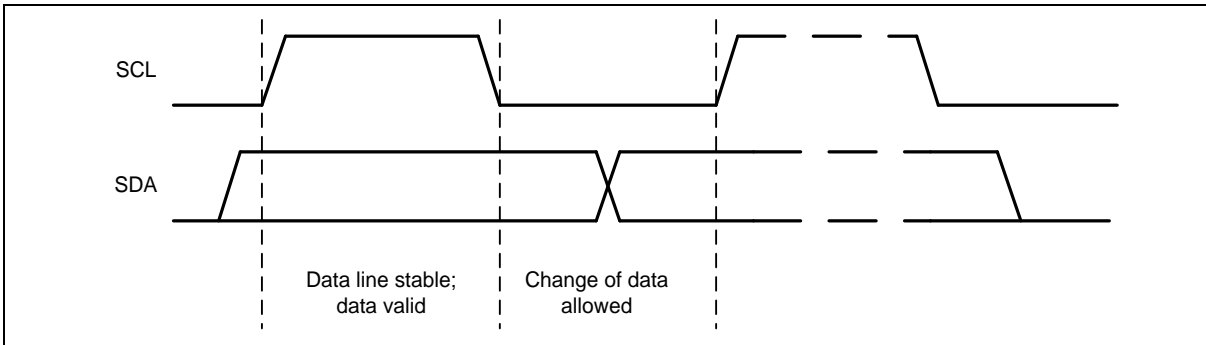 SCL
SDA
Data line stable;
data valid
Change of data
allowed